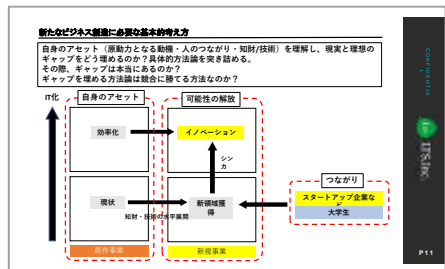 新たなビジネス創造に必要な基本的考え方
自身のアセット（原動力となる動機・人のつながり・知財/技術）を理解し、現実と理想の
ギャップをどう埋めるのか？具体的方法論を突き詰める。
その際、ギャップは本当にあるのか？
ギャップを埋める方法論は競合に勝てる方法なのか？
IT化
自身のアセット
可能性の解放
効率化
イノベーション
シン
カ
現状
新領域獲
得
知財・技術の水平展開
既存事業
新規事業
つながり
スタートアップ企業な
ど
大学生
CONFIDENTIA
L
IPS,Inc
P11